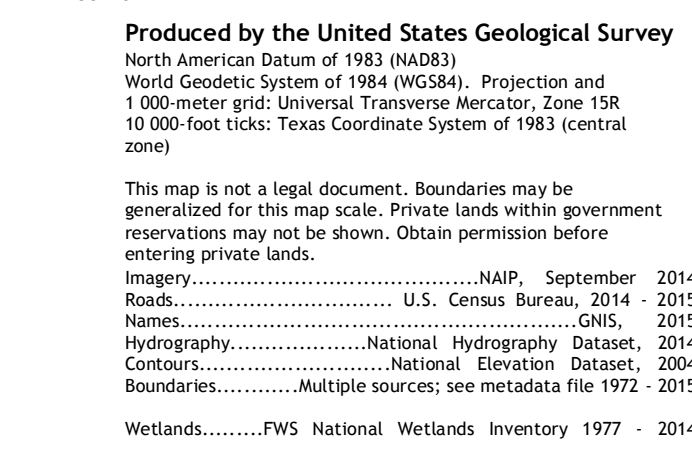 Produced by the United States Geological Survey
North American Datum of 1983 (NAD83)
World Geodetic System of 1984 (WGS84). Projection and
1 000-meter grid: Universal Transverse Mercator, Zone 15R
10 000-foot ticks: Texas Coordinate System of 1983 (central
zone)
This map is not a legal document. Boundaries may be
generalized for this map scale. Private lands within government
reservations may not be shown. Obtain permission before
entering private lands.
Imagery..........................................NAIP, September 2014
Roads................................ U.S. Census Bureau, 2014 - 2015
Names..........................................................GNIS, 2015
Hydrography....................National Hydrography Dataset, 2014
Contours............................National Elevation Dataset, 2004
Boundaries............Multiple sources; see metadata file 1972 - 2015
Wetlands.........FWS National Wetlands Inventory 1977 - 2014